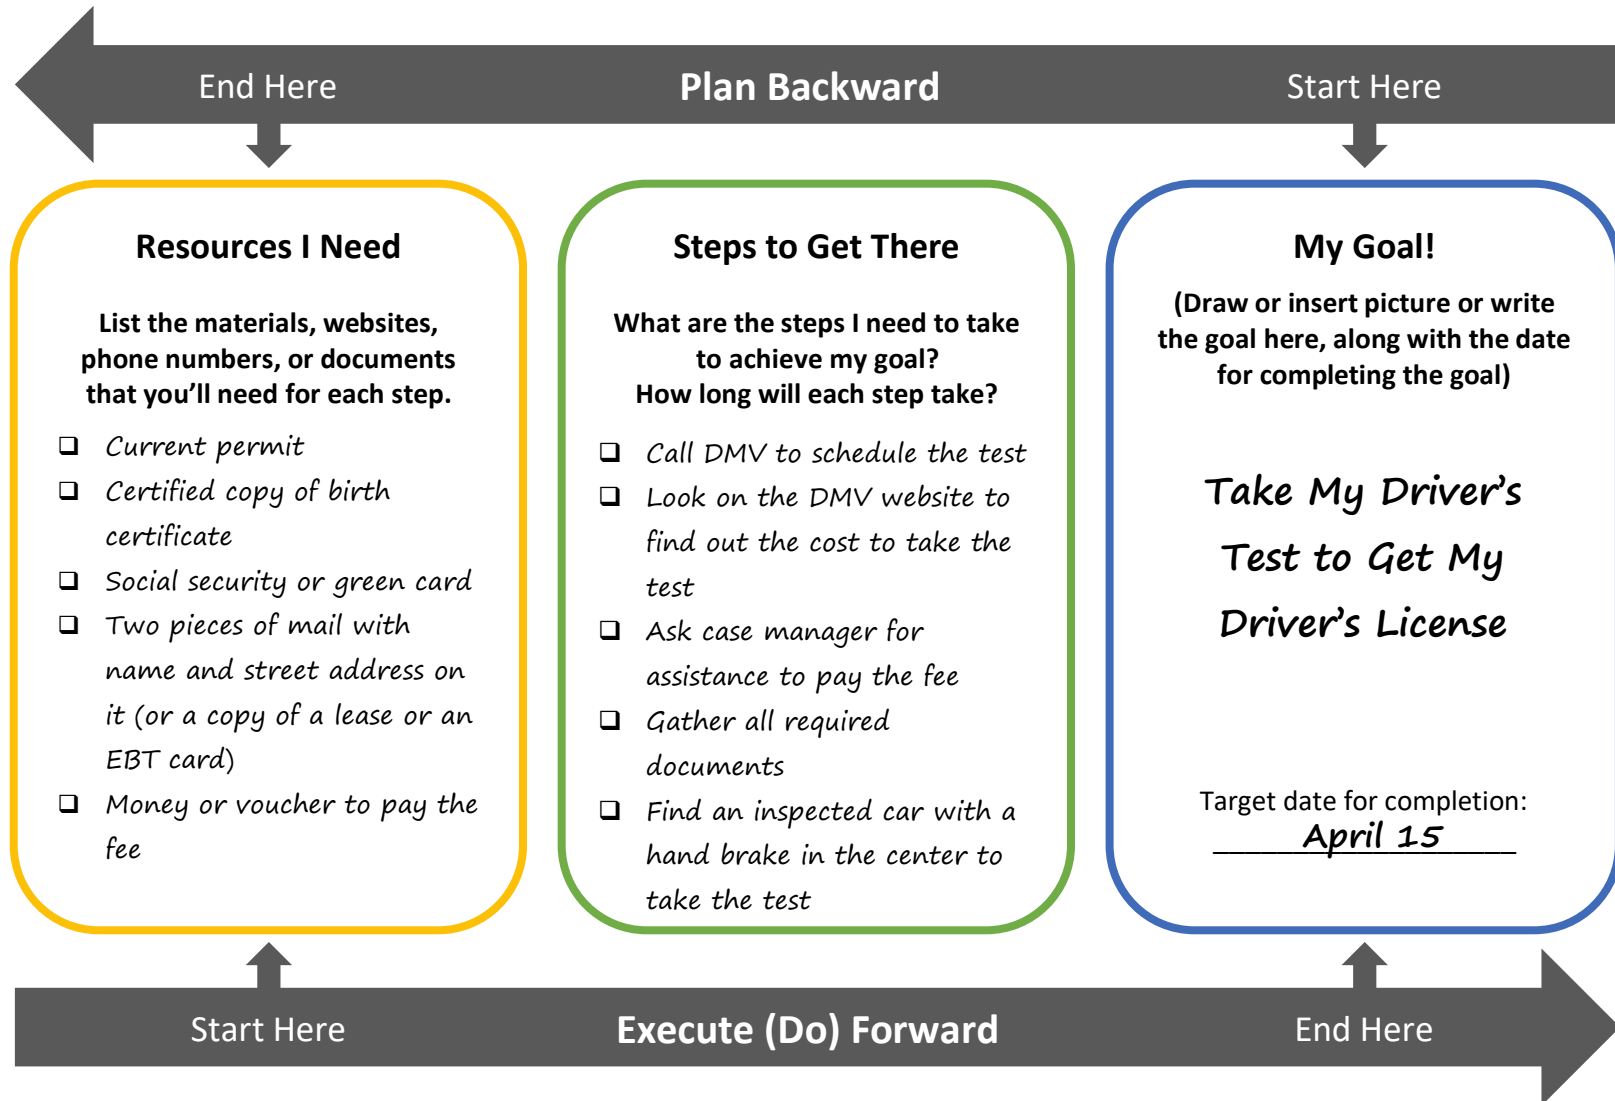 End Here Plan Backward Start Here
Resources I Need
List the materials, websites,
phone numbers, or documents
that you’ll need for each step.
❑ Current permit
❑ Certified copy of birth
certificate
❑ Social security or green card
❑ Two pieces of mail with
name and street address on
it (or a copy of a lease or an
EBT card)
❑ Money or voucher to pay the
fee
Steps to Get There
What are the steps I need to take
to achieve my goal?
How long will each step take?
❑ Call DMV to schedule the test
❑ Look on the DMV website to
find out the cost to take the
test
❑ Ask case manager for
assistance to pay the fee
❑ Gather all required
documents
❑ Find an inspected car with a
hand brake in the center to
take the test
My Goal!
(Draw or insert picture or write
the goal here, along with the date
for completing the goal)
Take My Driver’s
Test to Get My
Driver’s License
Target date for completion:
April 15
Start Here Execute (Do) Forward End Here